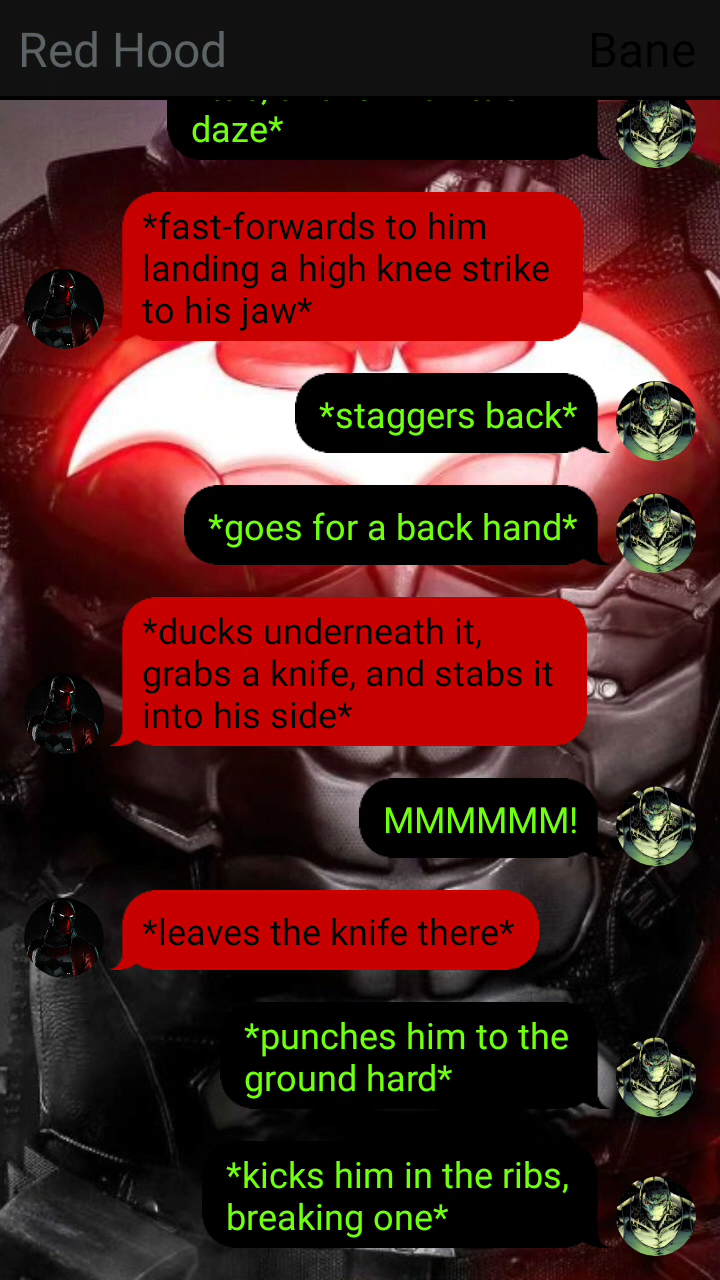 Red Hood
Bane
daze*
*fast-forwards to him
landing a high knee strike
to his jaw*
*staggers back*
*goes for a back hand*
*ducks underneath it,
grabs a knife, and stabs it
into his side*
MMMMMM!
*leaves the knife there*
*punches him to the
ground hard*
*kicks him in the ribs,
breaking one*